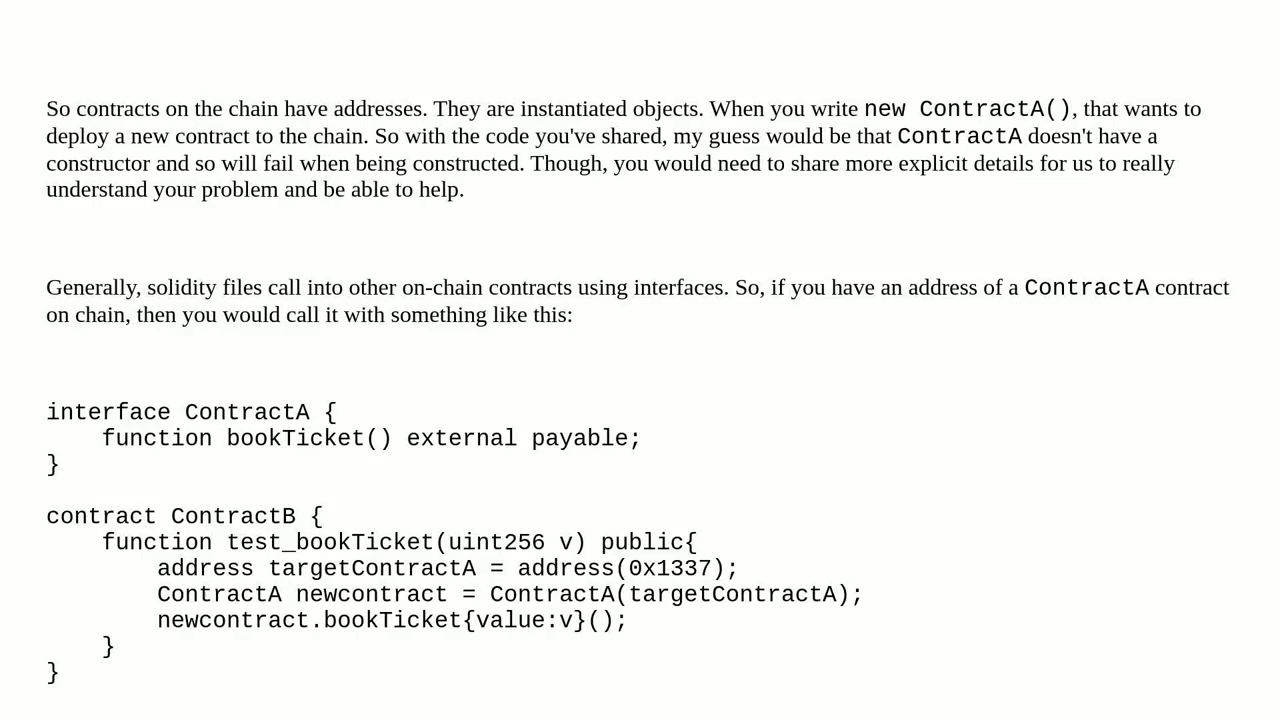 So contracts on the chain have addresses. They are instantiated objects. When you write new ContractA(), that wants to
deploy a new contract to the chain. So with the code you've shared, my guess would be that ContractA doesn't have a
constructor and so will fail when being constructed. Though, you would need to share more explicit details for us to really
understand your problem and be able to help.
Generally, solidity files call into other on-chain contracts using interfaces. So, if you have an address of a ContractA contract
on chain, then you would call it with something like this:
interface ContractA {
    function bookTicket() external payable;
}
contract ContractB {
    function test_bookTicket(uint256 v) public{
        address targetContractA = address(0x1337);
        ContractA newcontract = ContractA(targetContractA);
        newcontract.bookTicket{value:v}();
    }
}